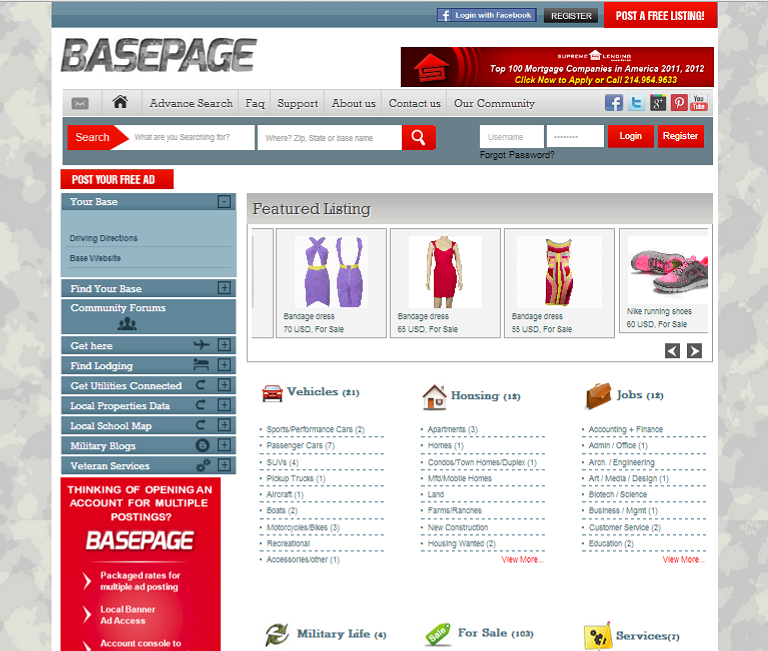 f Login with Facebook
REGISTER
POST A FREE LISTING!
BASEPAGE
SUPREME LENDING
Top 100 Mortgage Companies in America 2011, 2012
Click Now to Apply or Call 214.964.9633
Advance Search
Faq
Support
About us
Contact us
Our Community
Search
What are you Searching for?
Where? Zip, State or base name
Username
--------
Login
Register
Forgot Password?
POST YOUR FREE AD
Your Base
Driving Directions
Base Website
Find Your Base
Community Forums
Get here
Find Lodging
Get Utilities Connected
Local Properties Data
Local School Map
Military Blogs
Veteran Services
THINKING OF OPENING AN
ACCOUNT FOR MULTIPLE
POSTINGS?
BASEPAGE
Packaged rates for
multiple ad posting
Local Banner
Ad Access
Account console to
Featured Listing
Bandage dress
70 USD, For Sale
Bandage dress
65 USD, For Sale
Bandage dress
55 USD, For Sale
Nike running shoes
60 USD, For Sale
Vehicles (21)
Sports/Performance Cars (2)
Passenger Cars (7)
SUVs (4)
Pickup Trucks (1)
Aircraft (1)
Boats (2)
Motorcycles/Bikes (3)
Recreational
Accessories/other (1)
Housing (12)
Apartments (3)
Homes (1)
Condos/Town Homes/Duplex (1)
Mfd/Mobile Homes
Land
Farms/Ranches
New Construction
Housing Wanted (2)
View More...
Jobs (12)
Accounting + Finance
Admin / Office (1)
Arch. / Engineering
Art / Media / Design (1)
Biotech / Science
Business / Mgmt (1)
Customer Service (2)
Education (2)
View More...
Military Life (4)
Sale
For Sale (103)
Services(7)